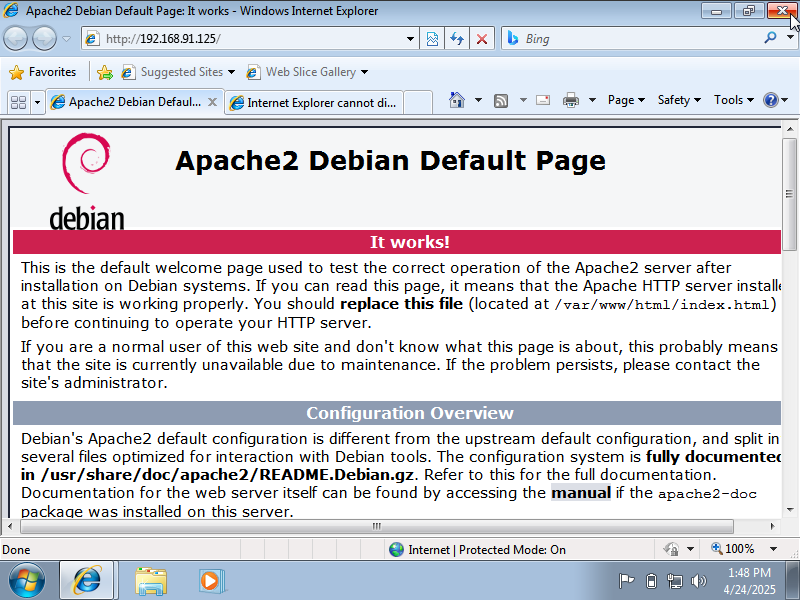 Apache2 Debian Default Page: It works - Windows Internet Explorer
http://192.168.91.125/
Bing
Favorites
Suggested Sites
Web Slice Gallery
Apache2 Debian Defaul...
Internet Explorer cannot di...
Page
Safety
Tools
debian
Apache2 Debian Default Page
It works!
This is the default welcome page used to test the correct operation of the Apache2 server after
installation on Debian systems. If you can read this page, it means that the Apache HTTP server installe
at this site is working properly. You should replace this file (located at /var/www/html/index.html)
before continuing to operate your HTTP server.
If you are a normal user of this web site and don't know what this page is about, this probably means
that the site is currently unavailable due to maintenance. If the problem persists, please contact the
site's administrator.
Configuration Overview
Debian's Apache2 default configuration is different from the upstream default configuration, and split in
several files optimized for interaction with Debian tools. The configuration system is fully documented
in /usr/share/doc/apache2/README.Debian.gz. Refer to this for the full documentation.
Documentation for the web server itself can be found by accessing the manual if the apache2-doc
package was installed on this server.
Done
Internet | Protected Mode: On
100%
1:48 PM
4/24/2025